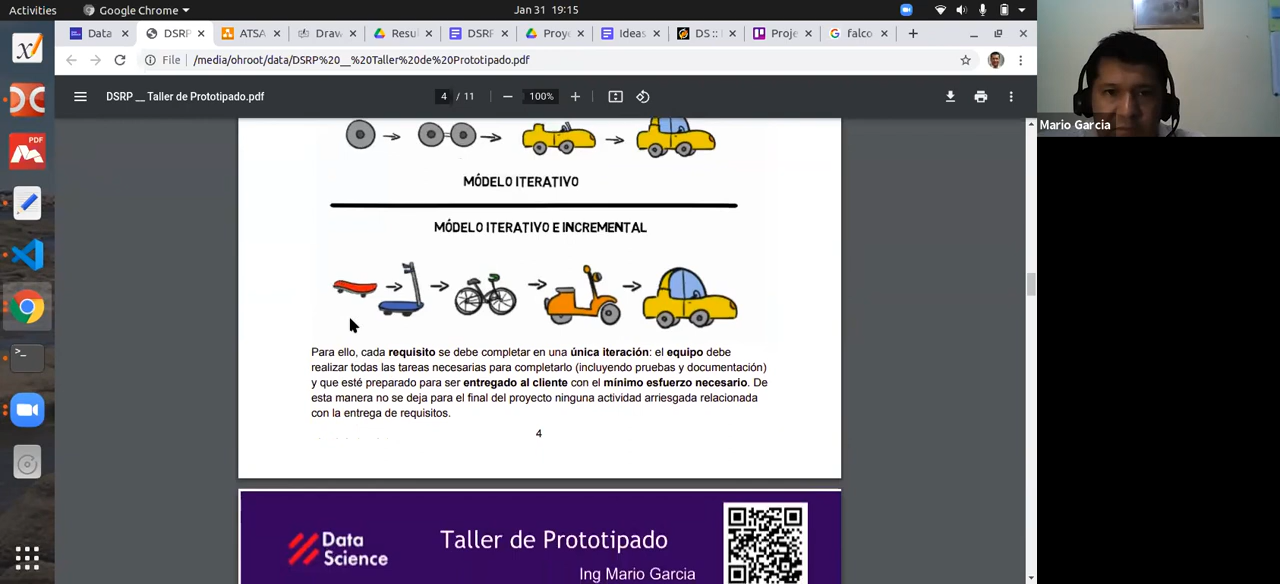 Activities
Google Chrome
Jan 31 19:15
Data
DSRP
ATSA
Draw
Resu
DSRF
Proye
Ideas
DS ::
Proje
falco
File
/media/ohroot/data/DSRP%20__%20Taller%20de%20Prototipado.pdf
DSRP __ Taller de Prototipado.pdf
4 / 11
100%
Mario Garcia
PDF
MÓDELO ITERATIVO
MÓDELO ITERATIVO E INCREMENTAL
Para ello, cada requisito se debe completar en una única iteración: el equipo debe
realizar todas las tareas necesarias para completarlo (incluyendo pruebas y documentación)
y que esté preparado para ser entregado al cliente con el mínimo esfuerzo necesario. De
esta manera no se deja para el final del proyecto ninguna actividad arriesgada relacionada
con la entrega de requisitos.
4
Data
Science
Taller de Prototipado
Ing Mario Garcia